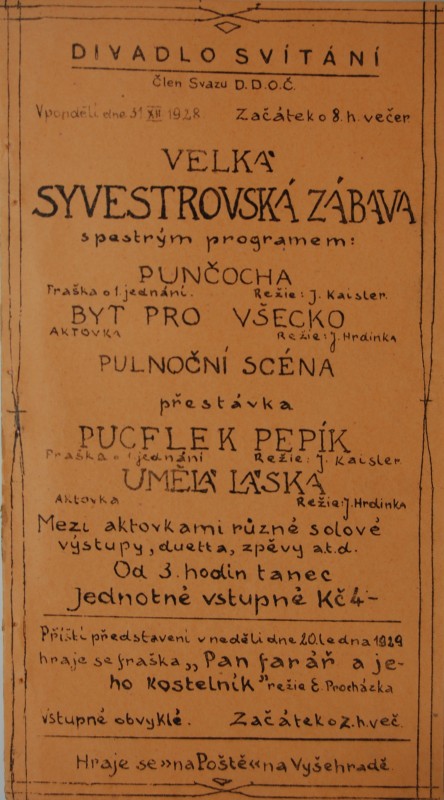 DIVADLO SVÍTÁNÍ
Člen Svazu D.D.O.Č.
V pondělí dne 31 XII 1928. Začátek o 8. h. večer
VELKÁ
SYVESTROVSKÁ ZÁBAVA
s pestrým programem:
PUNČOCHA
Fraška o 1. jednání. Režie: J. Kaisler.
BYT PRO VŠECKO
AKTOVKA Režie: J. Hrdinka
PULNOČNÍ SCÉNA
přestávka
PUCFLEK PEPÍK
Fraška o 1 jednání Režie: J. Kaisler
UMĚLÁ LÁSKA
Aktovka Režie: J. Hrdinka
Mezi aktovkami různé solové
výstupy, duetta, zpěvy a.t.d.
Od 3. hodin tanec
Jednotné vstupné Kč 4-
Příští představení v neděli dne 20. ledna 1929
hraje se fraška „Pan farář a je-
ho kostelník" režie E. Procházka
vstupné obvyklé. Začátek o 7. h. več.
Hraje se »na Poště« na Vyšehradě.